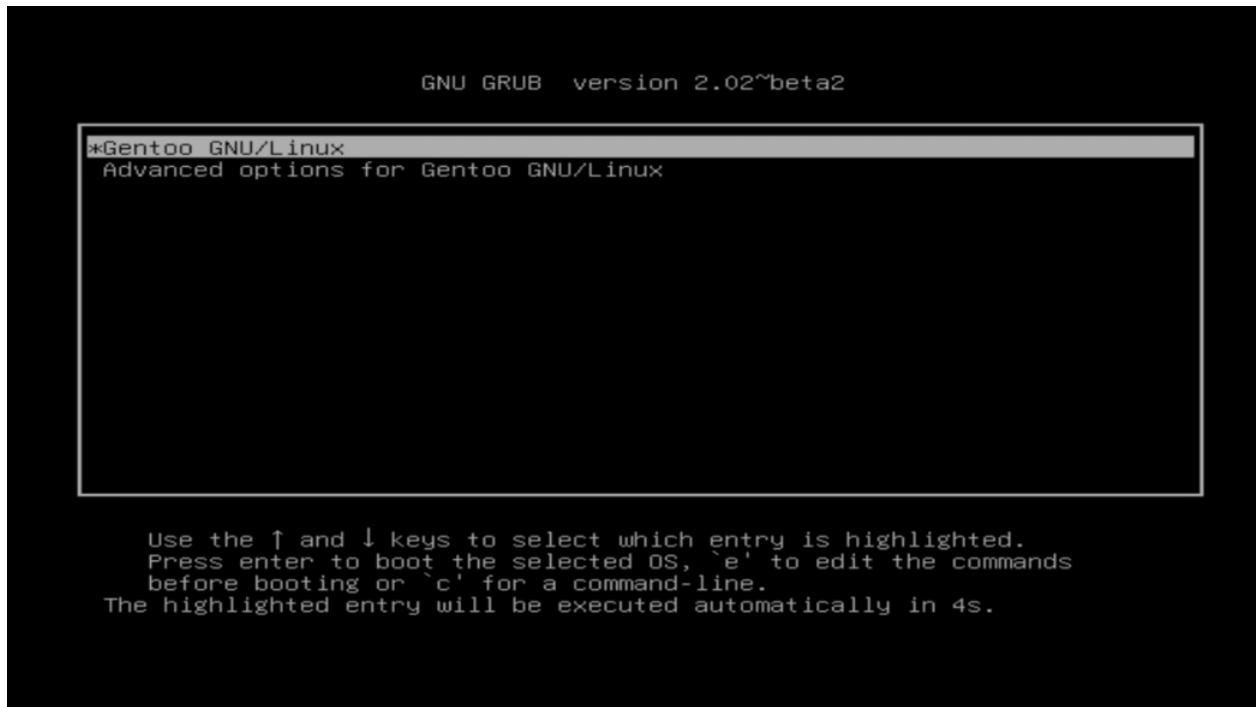 GNU GRUB  version 2.02~beta2
*Gentoo GNU/Linux
Advanced options for Gentoo GNU/Linux
Use the ↑ and ↓ keys to select which entry is highlighted.
Press enter to boot the selected OS, `e' to edit the commands
before booting or `c' for a command-line.
The highlighted entry will be executed automatically in 4s.